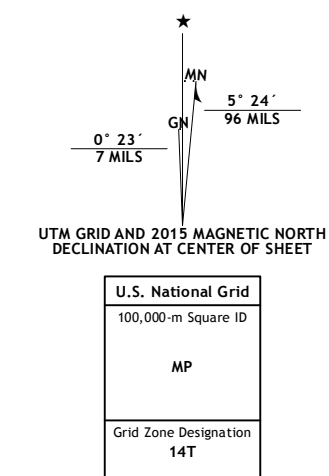 MN
GN
5° 24´
96 MILS
0° 23´
7 MILS
UTM GRID AND 2015 MAGNETIC NORTH
DECLINATION AT CENTER OF SHEET
U.S. National Grid
100,000-m Square ID
MP
Grid Zone Designation
14T